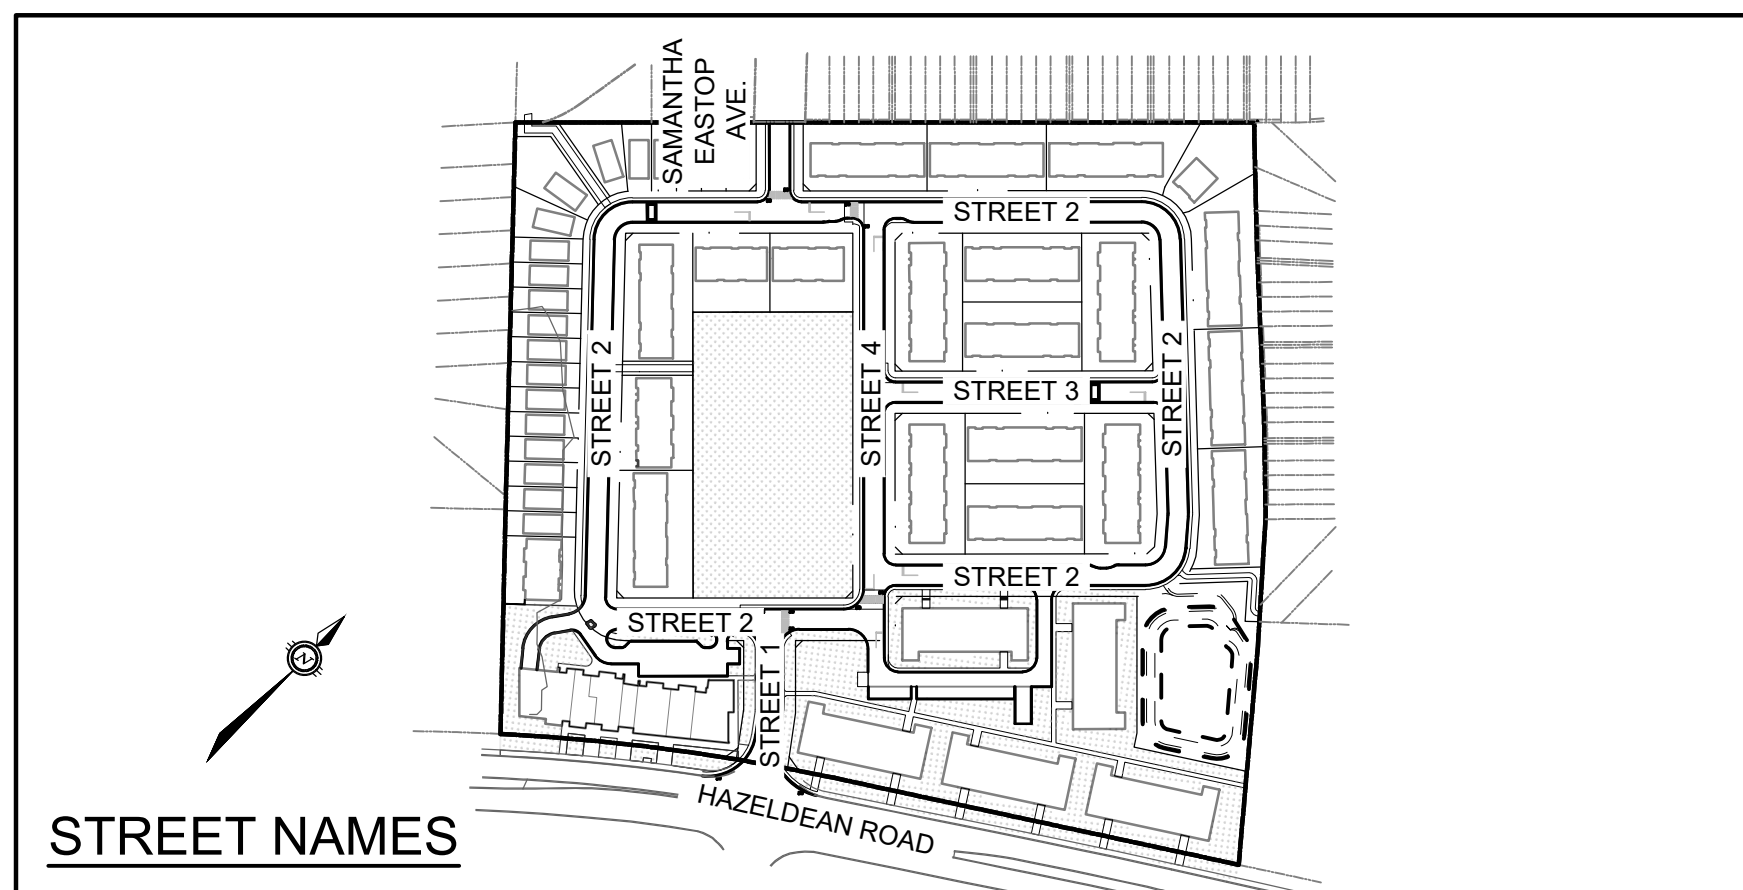 SAMANTHA
EASTOP
AVE.
STREET 2
STREET 2
STREET 4
STREET 3
STREET 2
STREET 2
STREET 2
STREET 1
N
HAZELDEAN ROAD
STREET NAMES